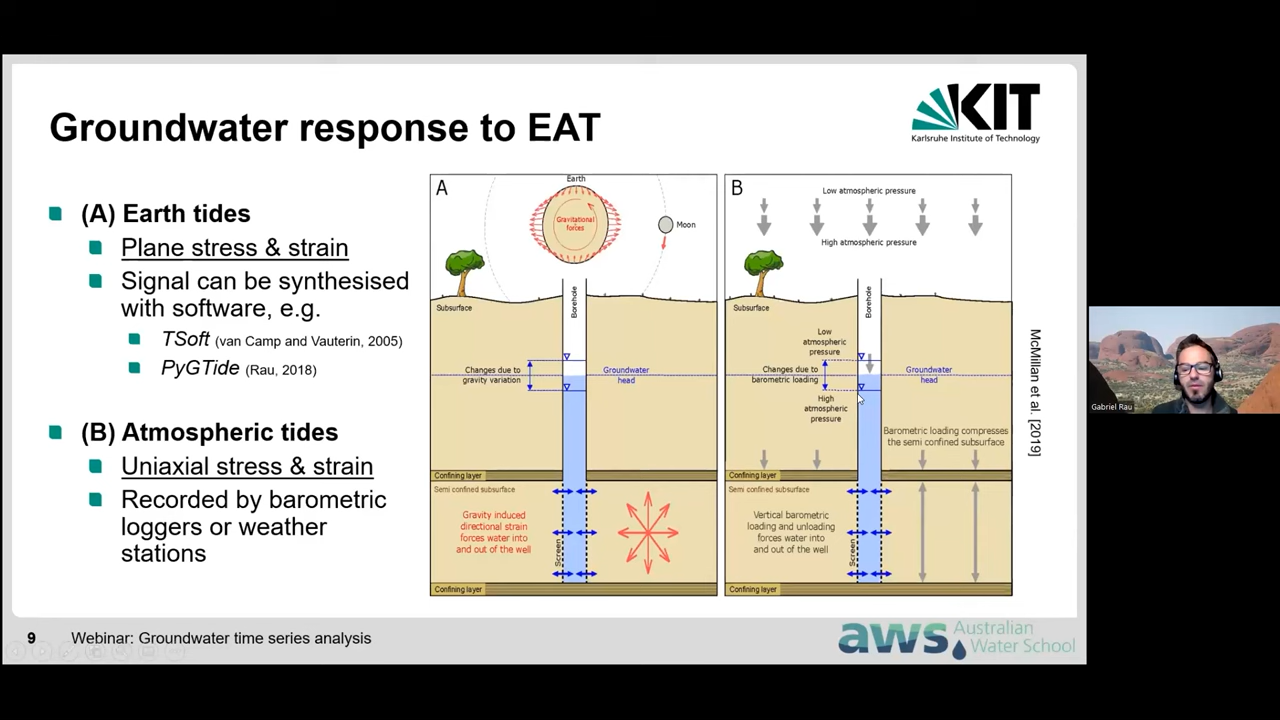 Groundwater response to EAT
KIT
Karlsruhe Institute of Technology
(A) Earth tides
Plane stress & strain
Signal can be synthesised
with software, e.g.
TSoft (van Camp and Vauterin, 2005)
PyGTide (Rau, 2018)
(B) Atmospheric tides
Uniaxial stress & strain
Recorded by barometric
loggers or weather
stations
A
Earth
Gravitational
forces
Moon
Borehole
Subsurface
Changes due to
gravity variation
Groundwater
head
Confining layer
Semi confined subsurface
Gravity induced
directional strain
forces water into
and out of the well
Screen
Confining layer
B
Low atmospheric pressure
High atmospheric pressure
Borehole
Subsurface
Low
atmospheric
pressure
Changes due to
barometric loading
Groundwater
head
High
atmospheric
pressure
Barometric loading compresses
the semi confined subsurface
Confining layer
Semi confined subsurface
Vertical barometric
loading and unloading
forces water into
and out of the well
Screen
Confining layer
McMillan et al. [2019]
Gabriel Rau
9
Webinar: Groundwater time series analysis
aws Australian
Water School